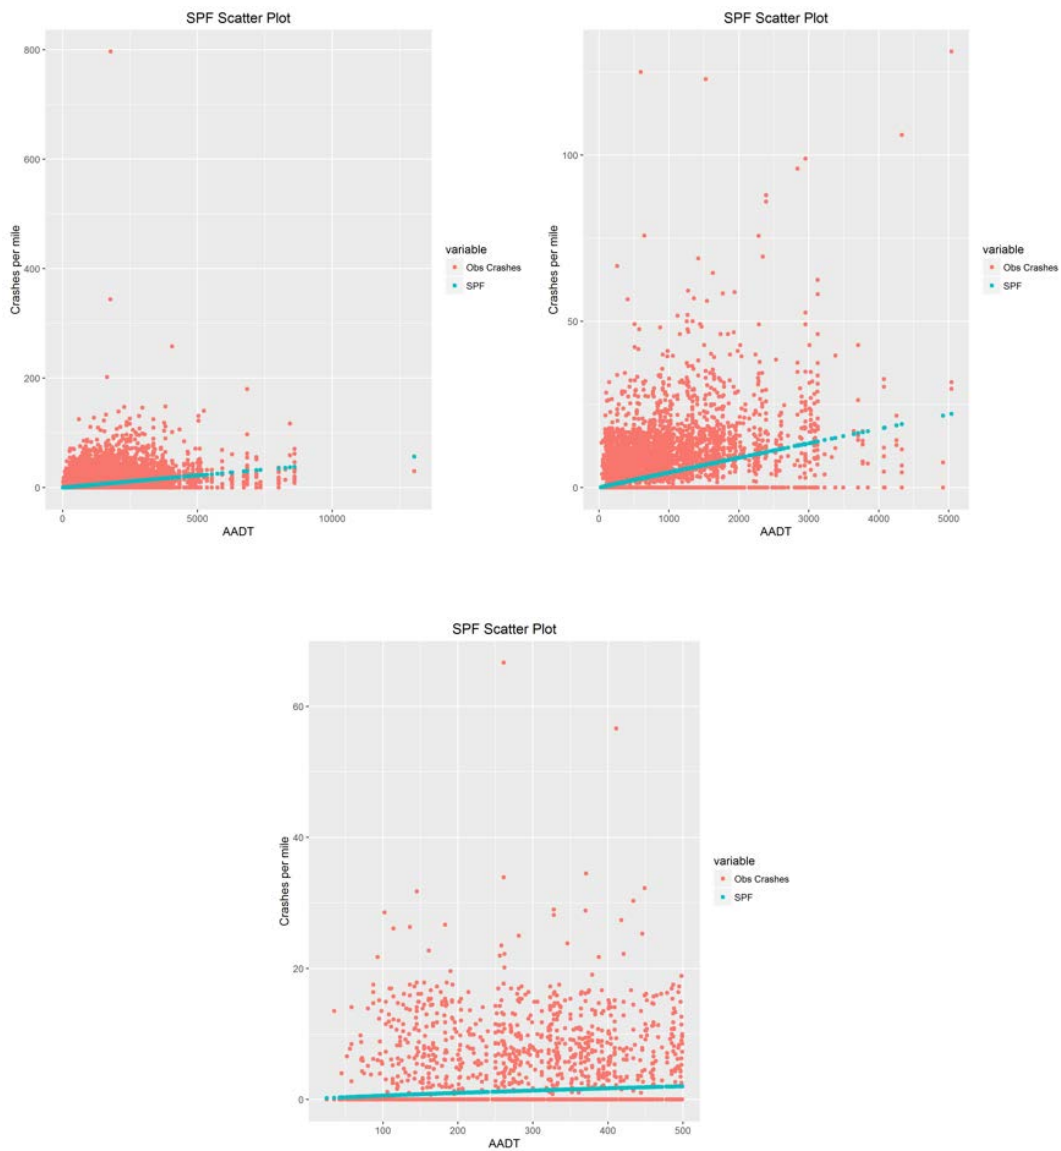 SPF Scatter Plot
800
600
400
200
0
Crashes per mile
0
5000
10000
AADT
variable
Obs Crashes
SPF
SPF Scatter Plot
100
50
0
Crashes per mile
0
1000
2000
3000
4000
5000
AADT
variable
Obs Crashes
SPF
SPF Scatter Plot
60
40
20
0
Crashes per mile
100
200
300
400
500
AADT
variable
Obs Crashes
SPF